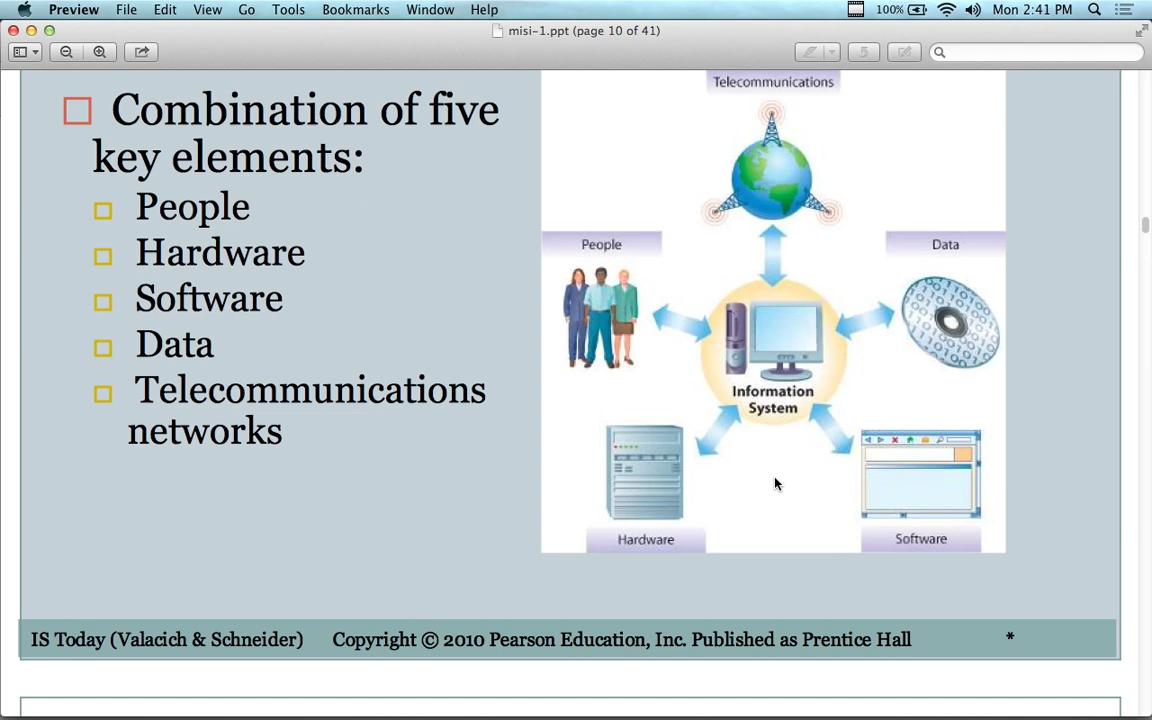 Preview File Edit View Go Tools Bookmarks Window Help 100% Mon 2:41 PM
misi-1.ppt (page 10 of 41)
Combination of five
key elements:
People
Hardware
Software
Data
Telecommunications
networks
Telecommunications
People
Data
Information
System
Hardware
Software
IS Today (Valacich & Schneider) Copyright © 2010 Pearson Education, Inc. Published as Prentice Hall *